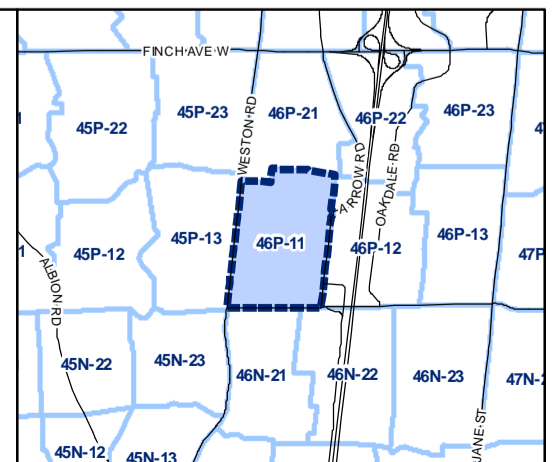 FINCH AVE W
45P-22
45P-23
WESTON RD
46P-21
46P-22
46P-23
ARROW RD
OAKDALE RD
45P-12
45P-13
46P-11
46P-12
46P-13
47P
ALBION RD
45N-22
45N-23
46N-21
46N-22
46N-23
47N-2
JANE ST
45N-12
45N-13